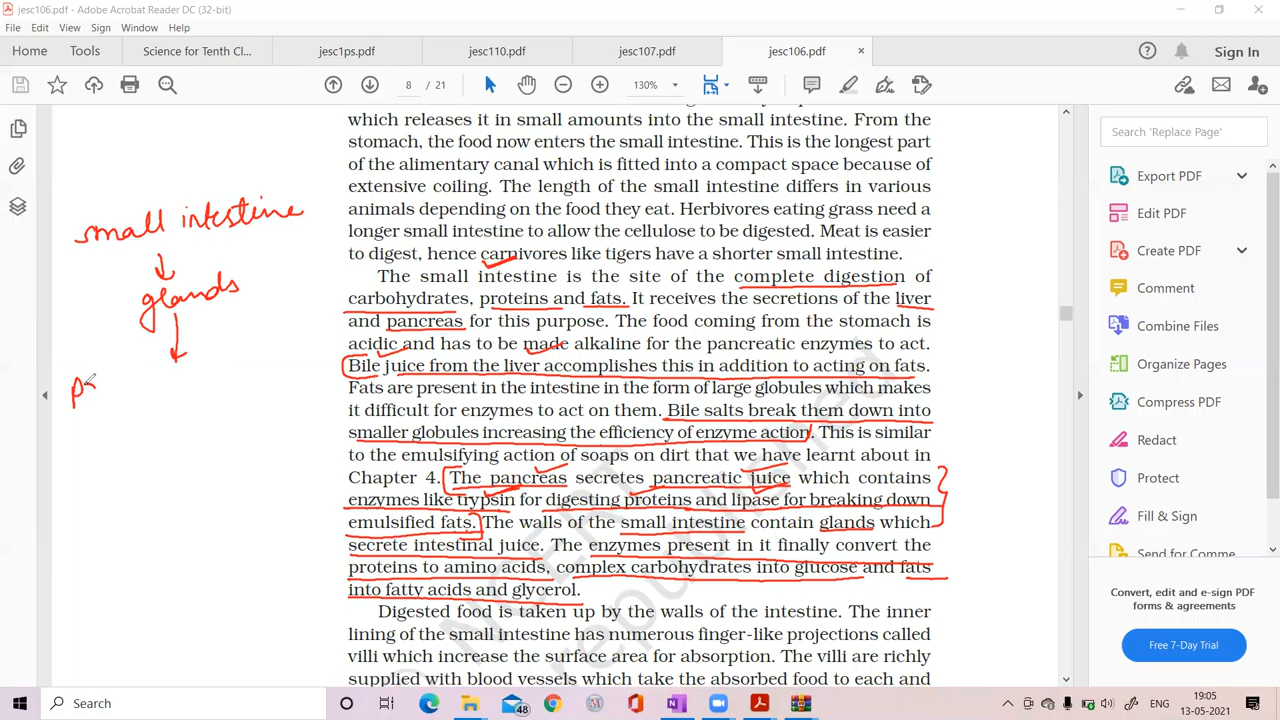 jesc106.pdf - Adobe Acrobat Reader DC (32-bit)
File Edit View Sign Window Help
Home Tools Science for Tenth Cl... jesc1ps.pdf jesc110.pdf jesc107.pdf jesc106.pdf × Sign In
8 / 21 130%
which releases it in small amounts into the small intestine. From the
stomach, the food now enters the small intestine. This is the longest part
of the alimentary canal which is fitted into a compact space because of
extensive coiling. The length of the small intestine differs in various
animals depending on the food they eat. Herbivores eating grass need a
longer small intestine to allow the cellulose to be digested. Meat is easier
to digest, hence carnivores like tigers have a shorter small intestine.
The small intestine is the site of the complete digestion of
carbohydrates, proteins and fats. It receives the secretions of the liver
and pancreas for this purpose. The food coming from the stomach is
acidic and has to be made alkaline for the pancreatic enzymes to act.
Bile juice from the liver accomplishes this in addition to acting on fats.
Fats are present in the intestine in the form of large globules which makes
it difficult for enzymes to act on them. Bile salts break them down into
smaller globules increasing the efficiency of enzyme action. This is similar
to the emulsifying action of soaps on dirt that we have learnt about in
Chapter 4. The pancreas secretes pancreatic juice which contains
enzymes like trypsin for digesting proteins and lipase for breaking down
emulsified fats. The walls of the small intestine contain glands which
secrete intestinal juice. The enzymes present in it finally convert the
proteins to amino acids, complex carbohydrates into glucose and fats
into fatty acids and glycerol.
Digested food is taken up by the walls of the intestine. The inner
lining of the small intestine has numerous finger-like projections called
villi which increase the surface area for absorption. The villi are richly
supplied with blood vessels which take the absorbed food to each and
small intestine
glands
Search 'Replace Page'
Export PDF
Edit PDF
Create PDF
Comment
Combine Files
Organize Pages
Compress PDF
Redact
Protect
Fill & Sign
Send for Comme
Convert, edit and e-sign PDF
forms & agreements
Free 7-Day Trial
Search 48 ENG 19:05
13-05-2021